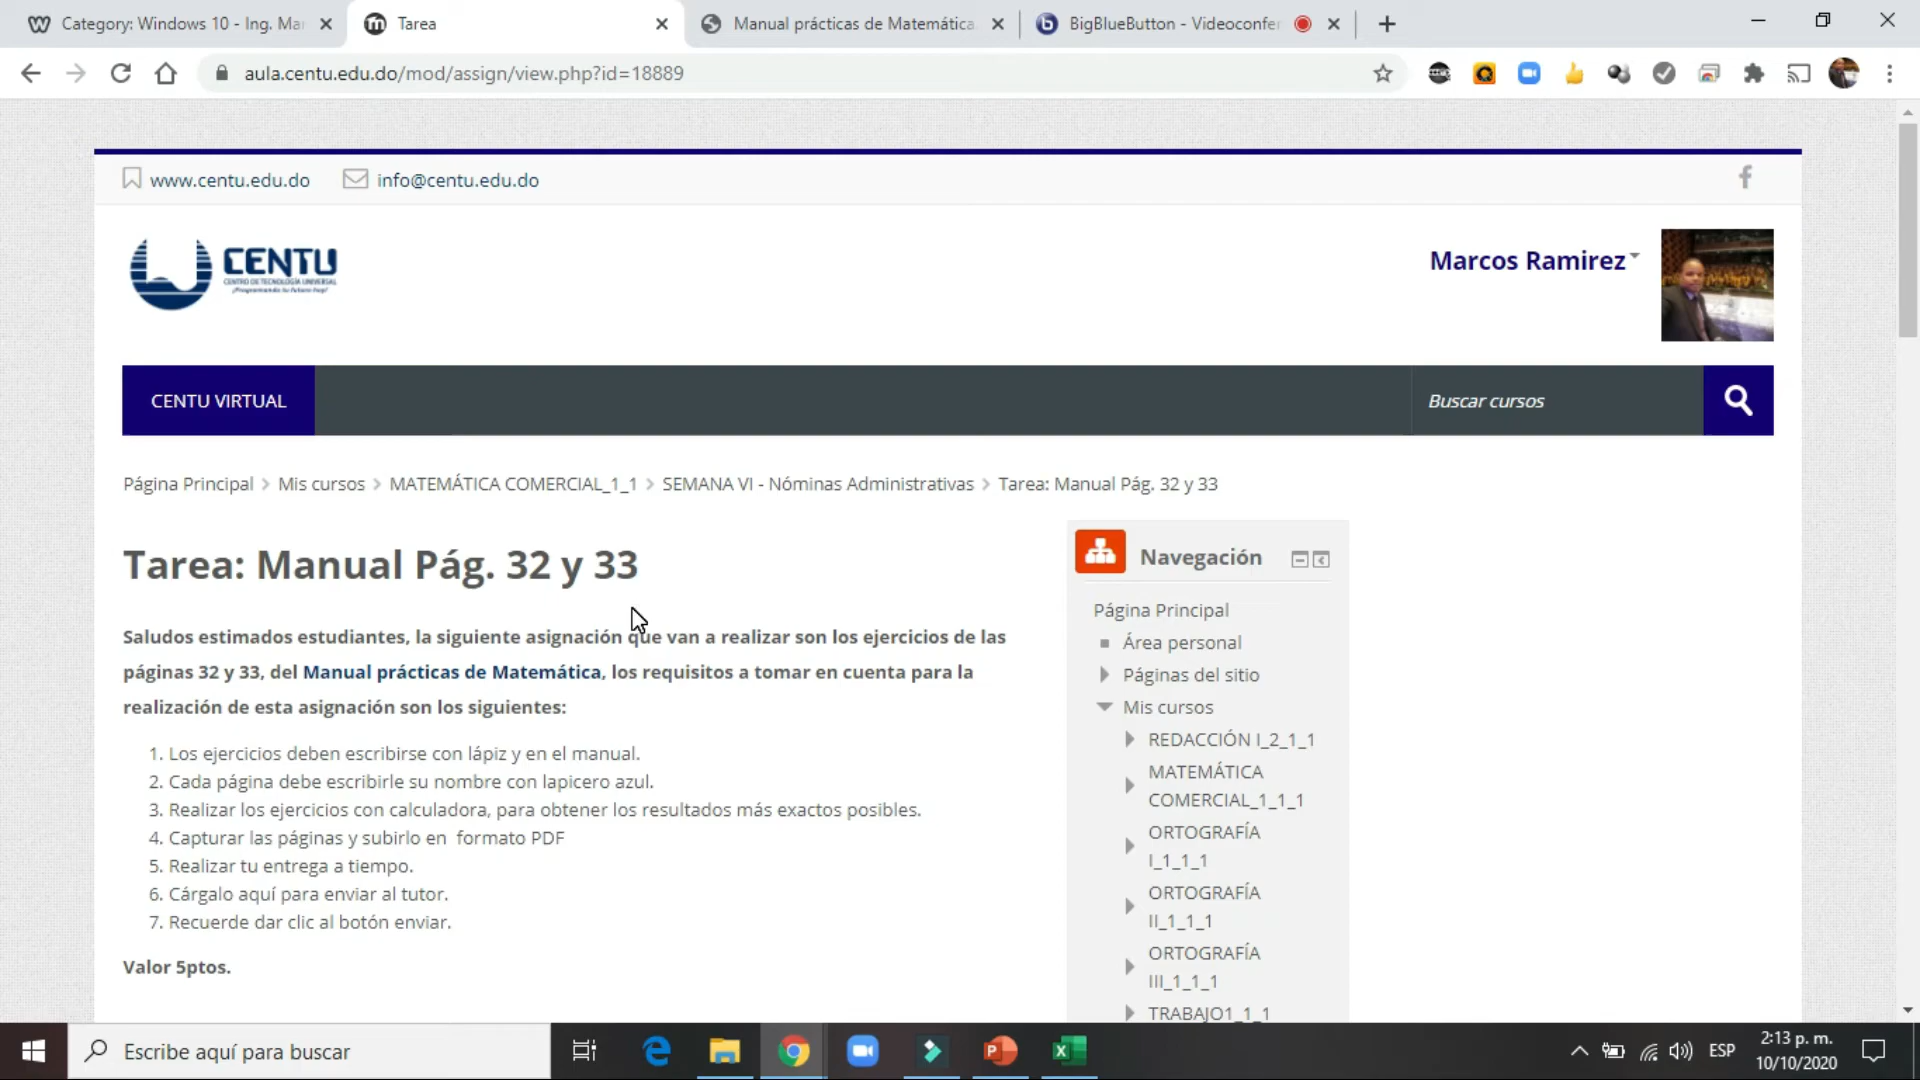 Category: Windows 10 - Ing. Mar
Tarea
Manual prácticas de Matemática
BigBlueButton - Videoconfer
aula.centu.edu.do/mod/assign/view.php?id=18889
www.centu.edu.do
info@centu.edu.do
CENTU
CENTRO DE TECNOLOGÍA UNIVERSAL
¡Programando tu futuro hoy!
Marcos Ramirez
CENTU VIRTUAL
Buscar cursos
Página Principal > Mis cursos > MATEMÁTICA COMERCIAL_1_1 > SEMANA VI - Nóminas Administrativas > Tarea: Manual Pág. 32 y 33
Tarea: Manual Pág. 32 y 33
Saludos estimados estudiantes, la siguiente asignación que van a realizar son los ejercicios de las
páginas 32 y 33, del Manual prácticas de Matemática, los requisitos a tomar en cuenta para la
realización de esta asignación son los siguientes:
1. Los ejercicios deben escribirse con lápiz y en el manual.
2. Cada página debe escribirle su nombre con lapicero azul.
3. Realizar los ejercicios con calculadora, para obtener los resultados más exactos posibles.
4. Capturar las páginas y subirlo en formato PDF
5. Realizar tu entrega a tiempo.
6. Cárgalo aquí para enviar al tutor.
7. Recuerde dar clic al botón enviar.
Valor 5ptos.
Navegación
Página Principal
Área personal
Páginas del sitio
Mis cursos
REDACCIÓN I_2_1_1
MATEMÁTICA
COMERCIAL_1_1_1
ORTOGRAFÍA
I_1_1_1
ORTOGRAFÍA
II_1_1_1
ORTOGRAFÍA
III_1_1_1
TRABAJO1_1_1
Escribe aquí para buscar
ESP
2:13 p. m.
10/10/2020